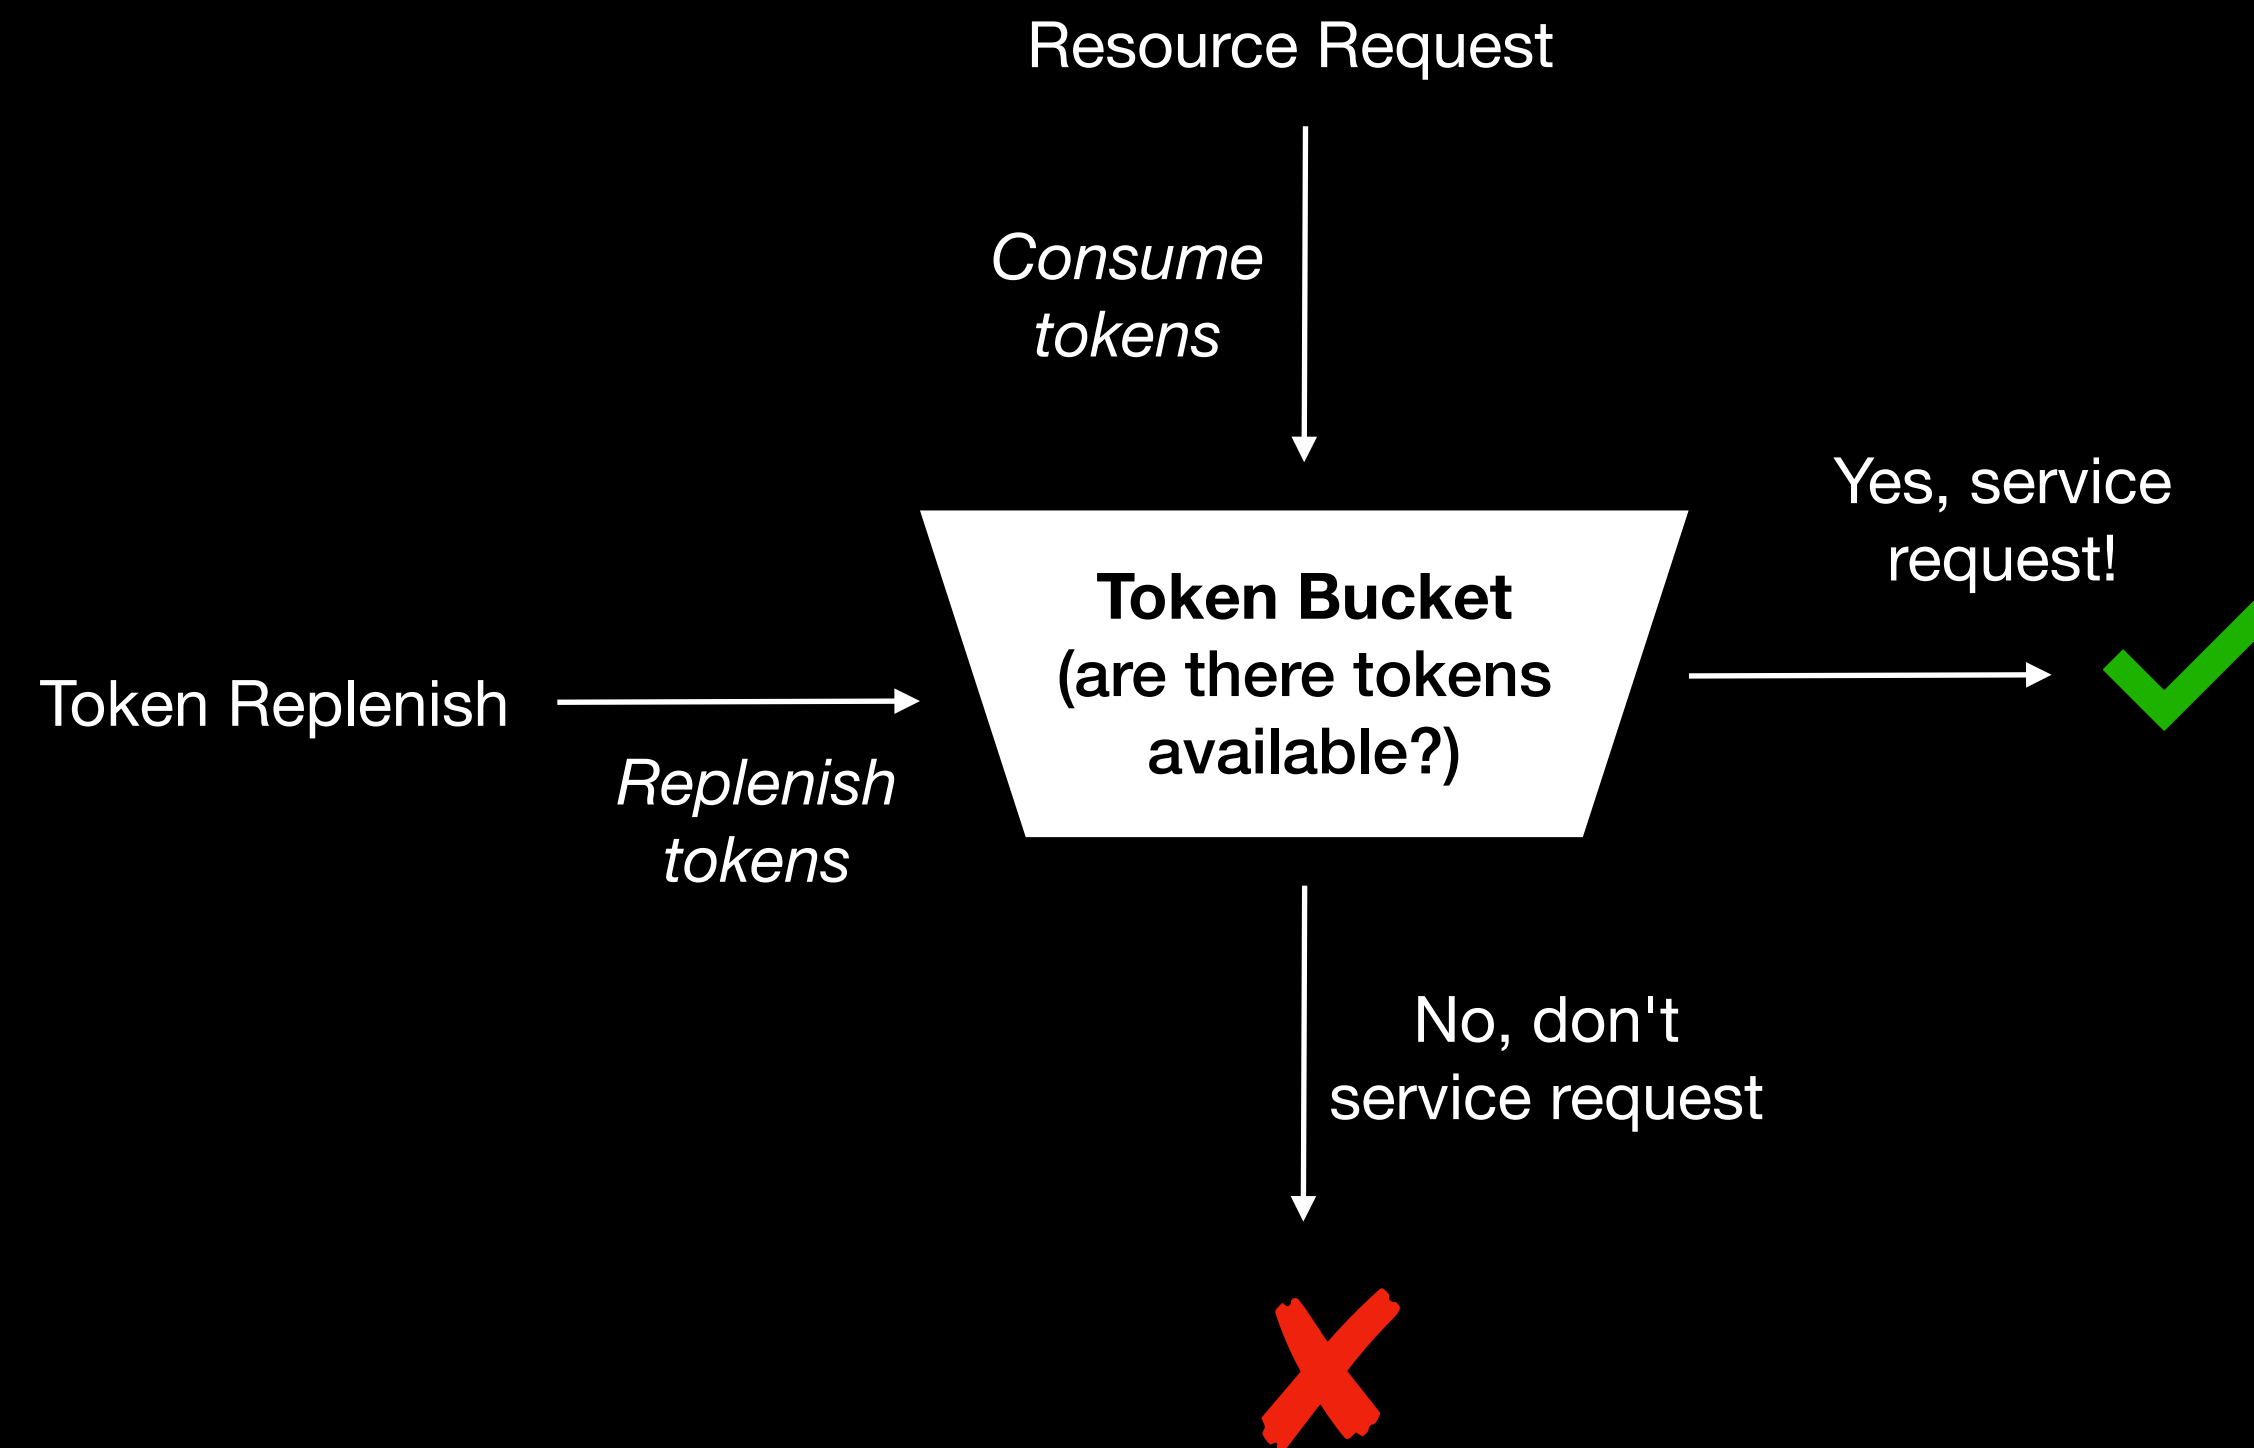 Resource Request
Consume
tokens
Yes, service
request!
Token Bucket
(are there tokens
available?)
Token Replenish
Replenish
tokens
No, don't
service request